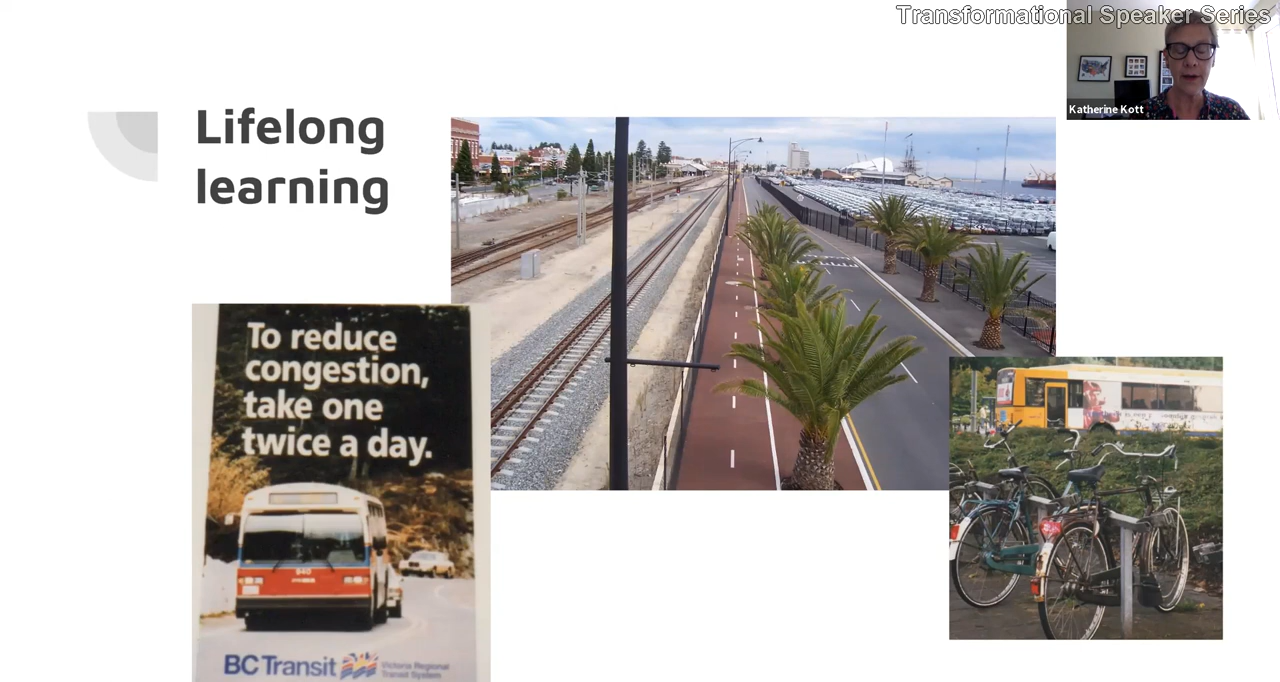 Transformational Speaker Series
Katherine Kott
Lifelong
learning
To reduce
congestion,
take one
twice a day.
940
BC Transit
Victoria Regional
Transit System